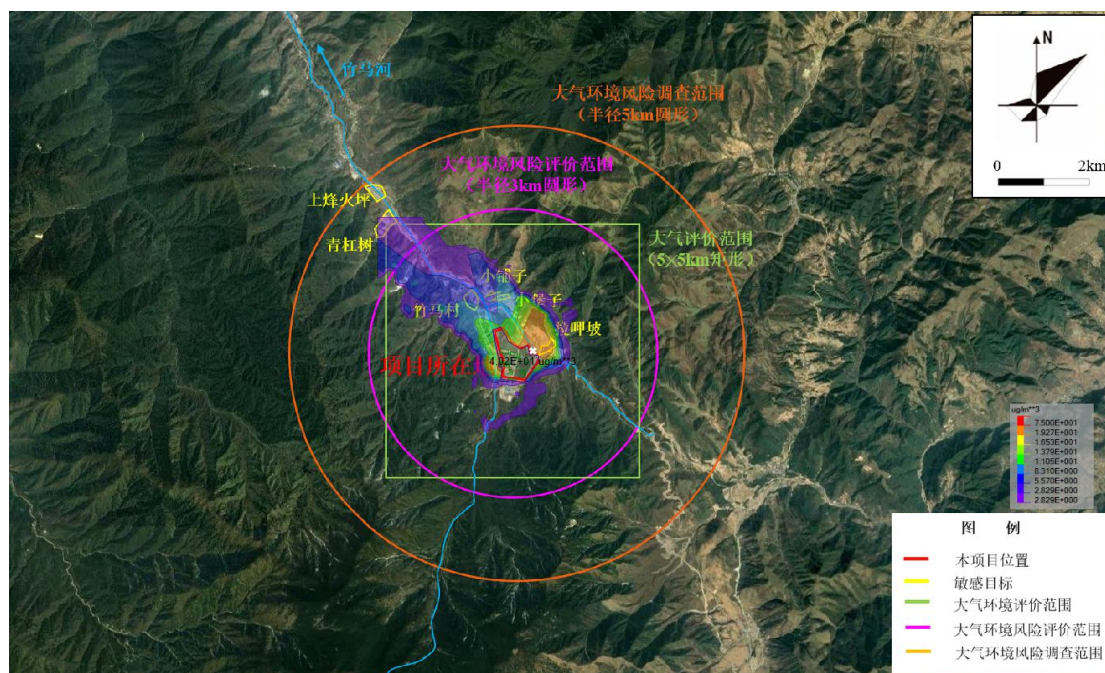 竹马河
大气环境风险调查范围
（半径5km圆形）
N
0
2km
大气环境风险评价范围
（半径3km圆形）
上烽火坪
青杠树
大气评价范围
（5×5km矩形）
小铺子
竹马村
小堡子
呷坡
4.02E+01 ug/m**3
项目所在
ug/m**3
7.500E+001
1.927E+001
1.653E+001
1.379E+001
1.105E+001
8.310E+000
5.570E+000
2.829E+000
2.829E+000
图 例
本项目位置
敏感目标
大气环境评价范围
大气环境风险评价范围
大气环境风险调查范围